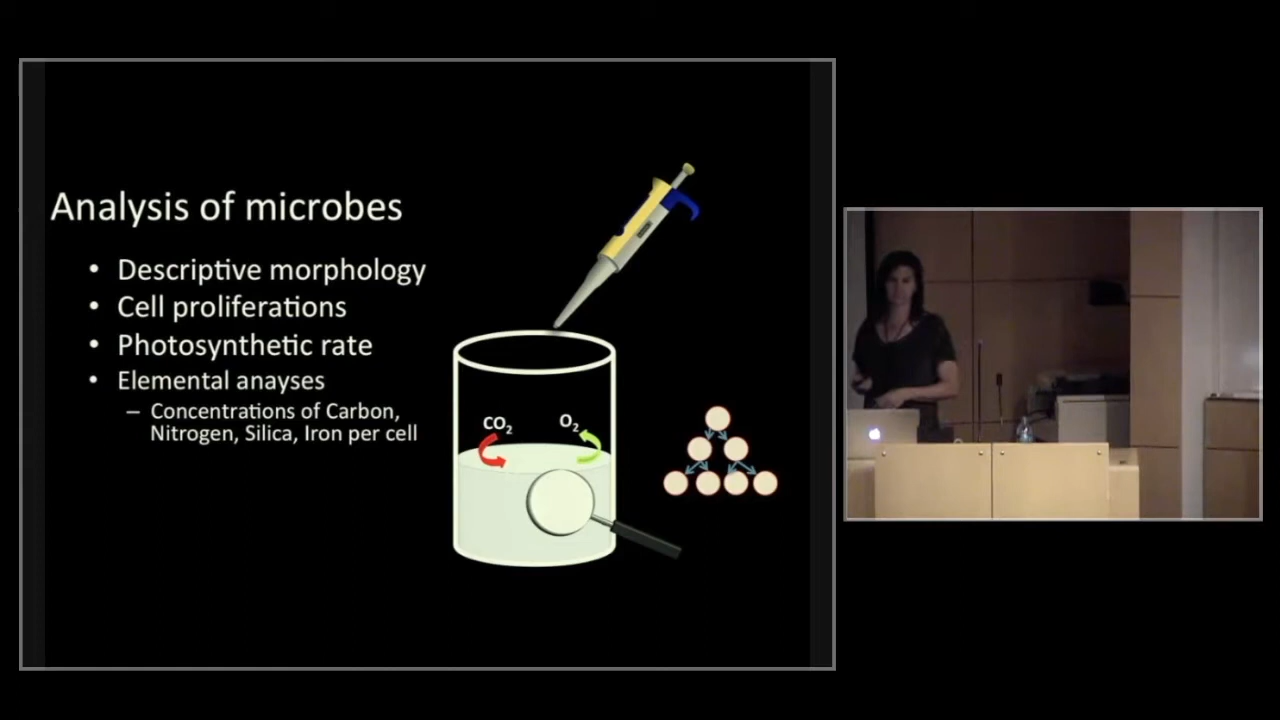 Analysis of microbes
• Descriptive morphology
• Cell proliferations
• Photosynthetic rate
• Elemental anayses
– Concentrations of Carbon,
Nitrogen, Silica, Iron per cell
CO₂
O₂